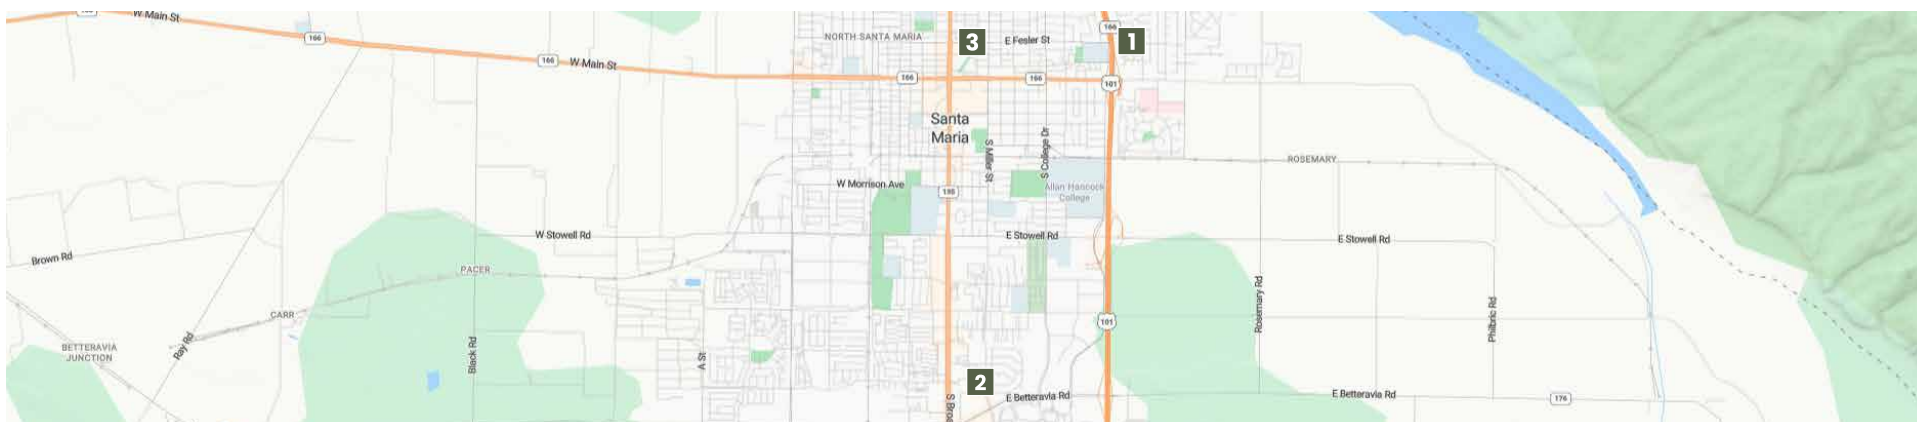 W Main St
166
166
W Main St
NORTH SANTA MARIA
3
E Fesler St
166
1
166
166
101
Santa
Maria
S Miller St
S College Dr
ROSEMARY
W Morrison Ave
Allan Hancock
College
W Stowell Rd
E Stowell Rd
E Stowell Rd
Brown Rd
PACER
CARR
Rosemary Rd
Philbric Rd
101
BETTERAVIA
JUNCTION
Ray Rd
Black Rd
A St
2
E Betteravia Rd
E Betteravia Rd
176